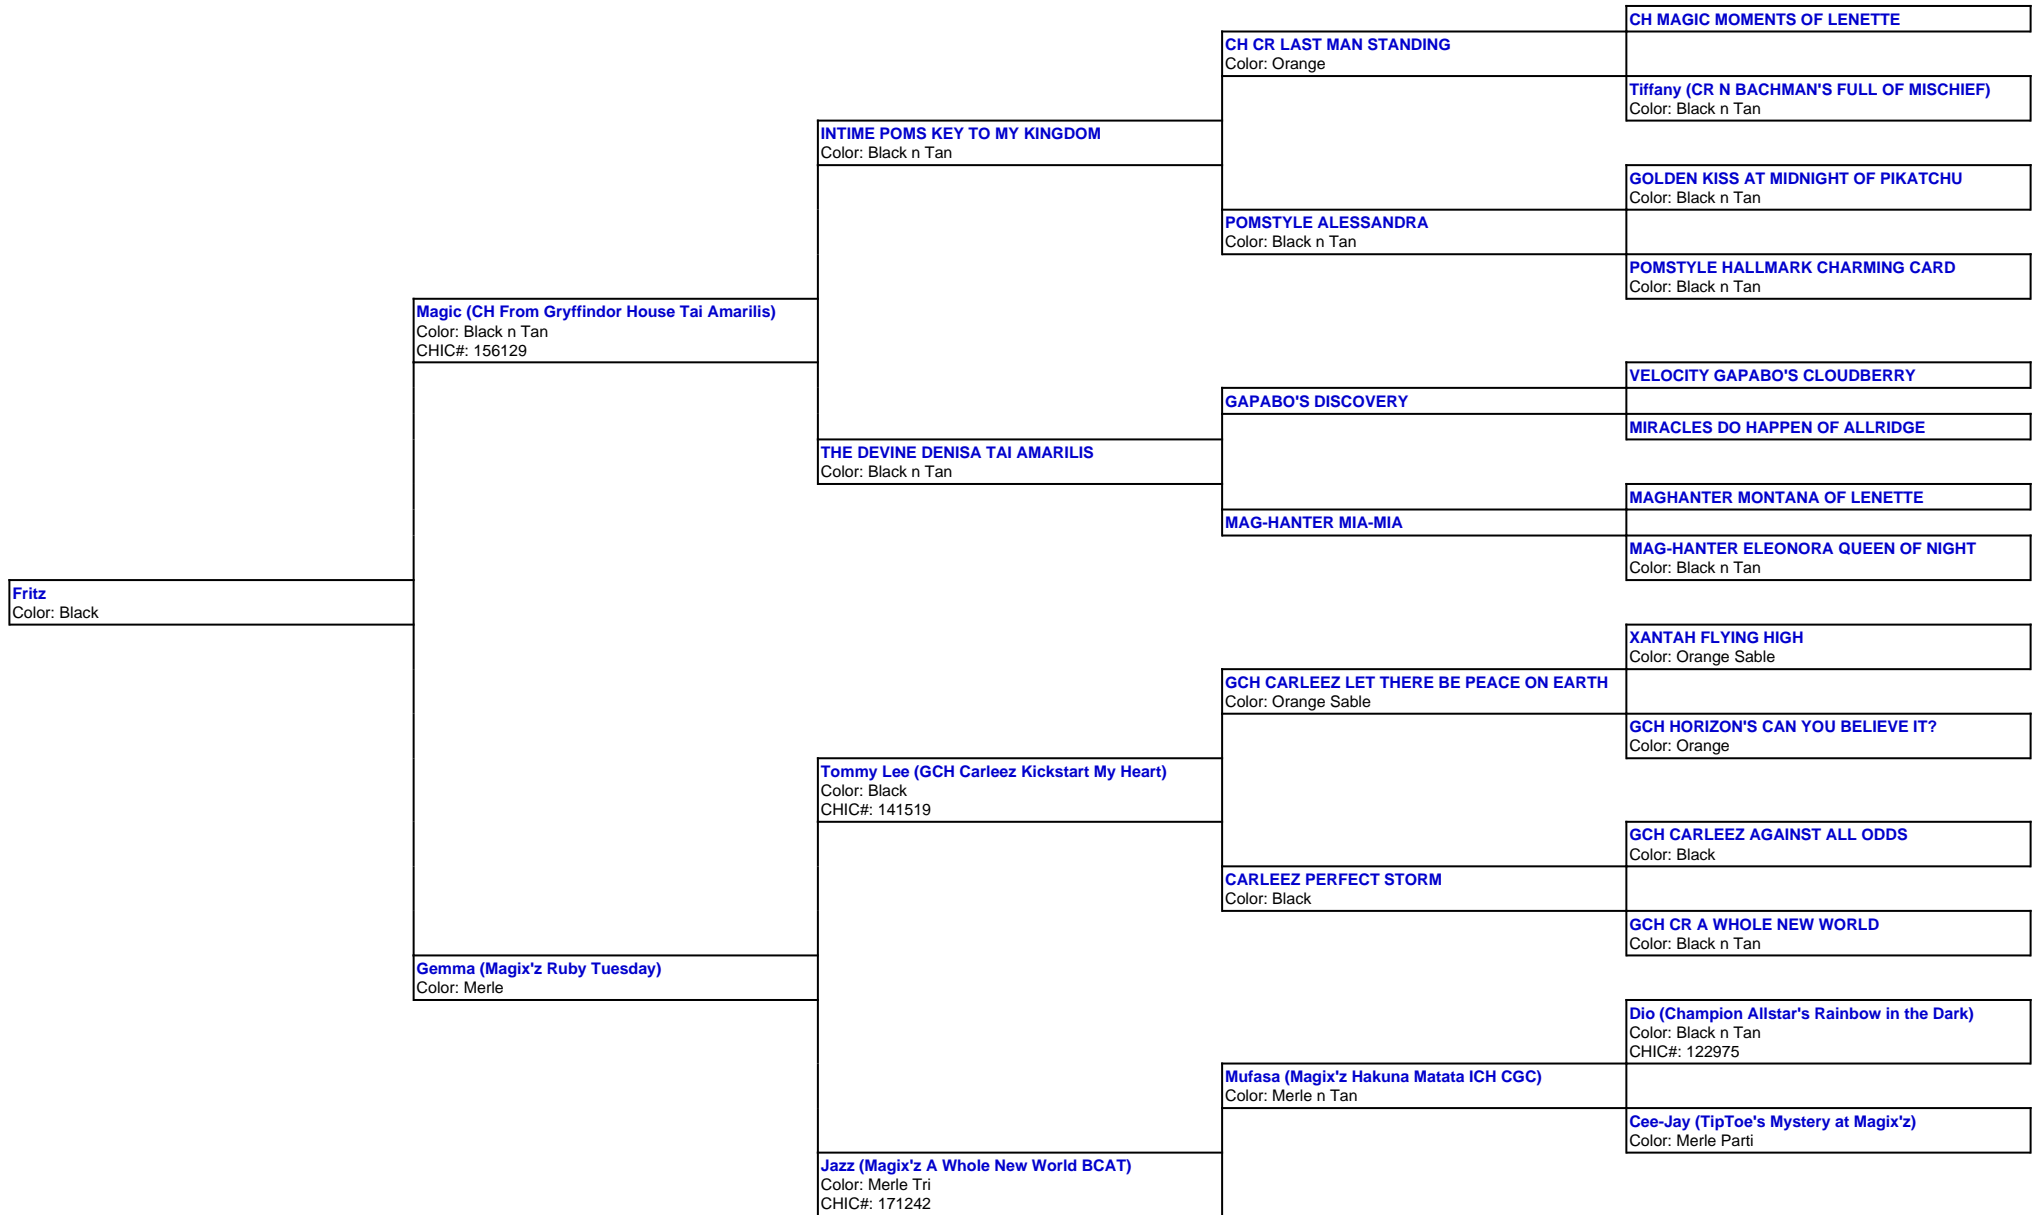 CH MAGIC MOMENTS OF LENETTE
CH CR LAST MAN STANDING
Color: Orange
Tiffany (CR N BACHMAN'S FULL OF MISCHIEF)
Color: Black n Tan
INTIME POMS KEY TO MY KINGDOM
Color: Black n Tan
GOLDEN KISS AT MIDNIGHT OF PIKATCHU
Color: Black n Tan
POMSTYLE ALESSANDRA
Color: Black n Tan
POMSTYLE HALLMARK CHARMING CARD
Color: Black n Tan
Magic (CH From Gryffindor House Tai Amarilis)
Color: Black n Tan
CHIC#: 156129
VELOCITY GAPABO'S CLOUDBERRY
GAPABO'S DISCOVERY
MIRACLES DO HAPPEN OF ALLRIDGE
THE DEVINE DENISA TAI AMARILIS
Color: Black n Tan
MAGHANTER MONTANA OF LENETTE
MAG-HANTER MIA-MIA
MAG-HANTER ELEONORA QUEEN OF NIGHT
Color: Black n Tan
Fritz
Color: Black
XANTAH FLYING HIGH
Color: Orange Sable
GCH CARLEEZ LET THERE BE PEACE ON EARTH
Color: Orange Sable
GCH HORIZON'S CAN YOU BELIEVE IT?
Color: Orange
Tommy Lee (GCH Carleez Kickstart My Heart)
Color: Black
CHIC#: 141519
GCH CARLEEZ AGAINST ALL ODDS
Color: Black
CARLEEZ PERFECT STORM
Color: Black
GCH CR A WHOLE NEW WORLD
Color: Black n Tan
Gemma (Magix'z Ruby Tuesday)
Color: Merle
Dio (Champion Allstar's Rainbow in the Dark)
Color: Black n Tan
CHIC#: 122975
Mufasa (Magix'z Hakuna Matata ICH CGC)
Color: Merle n Tan
Cee-Jay (TipToe's Mystery at Magix'z)
Color: Merle Parti
Jazz (Magix'z A Whole New World BCAT)
Color: Merle Tri
CHIC#: 171242